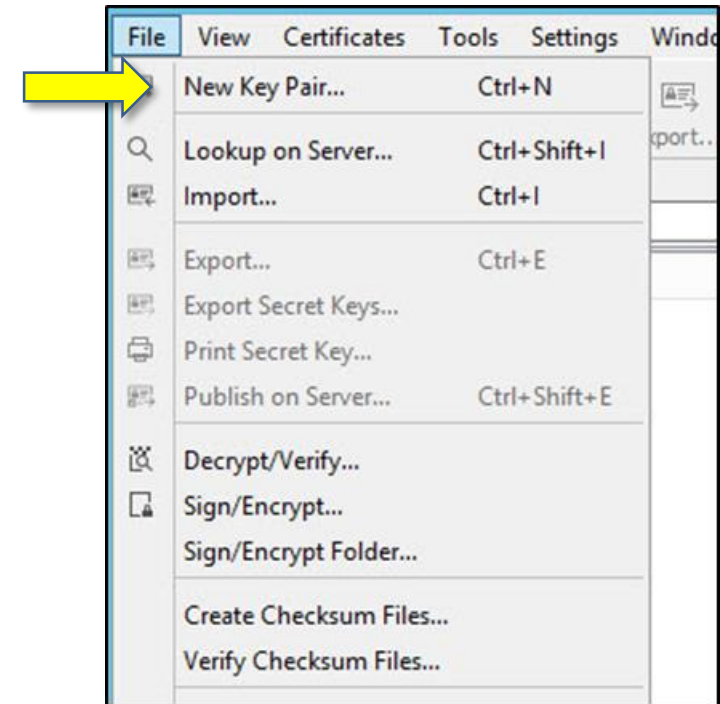 File View Certificates Tools Settings
New Key Pair... Ctrl+N
Lookup on Server... Ctrl+Shift+I
Import... Ctrl+I
Export... Ctrl+E
Export Secret Keys...
Print Secret Key...
Publish on Server... Ctrl+Shift+E
Decrypt/Verify...
Sign/Encrypt...
Sign/Encrypt Folder...
Create Checksum Files...
Verify Checksum Files...